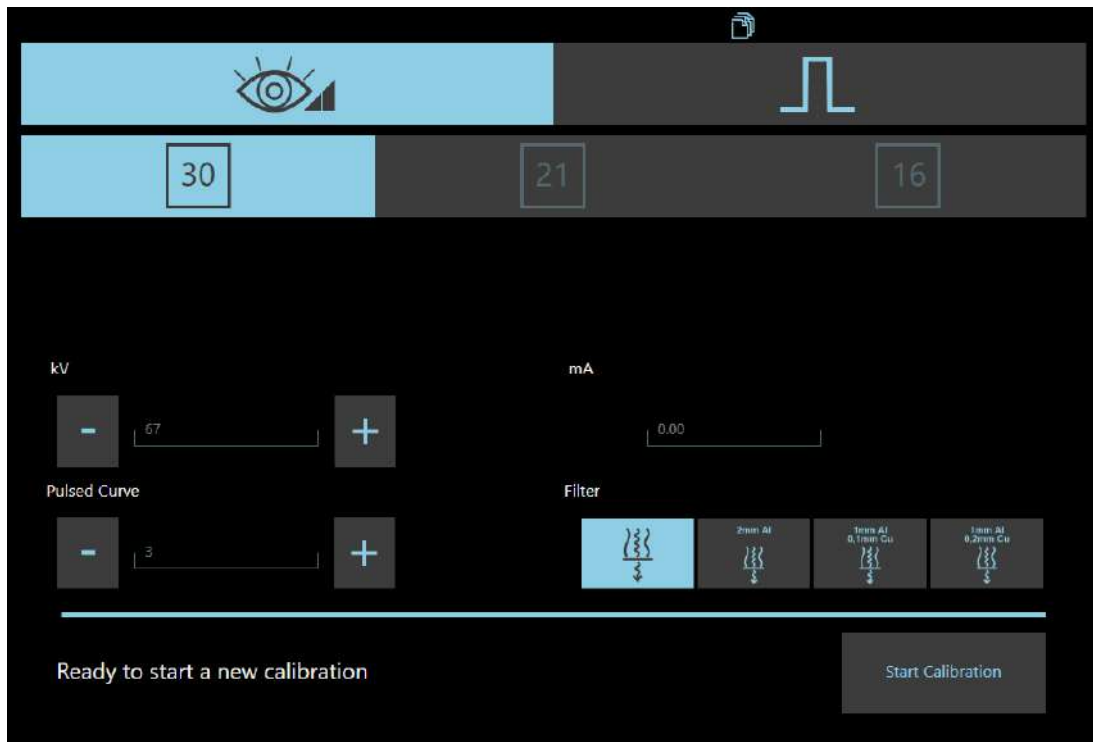 30
21
16
kV
mA
-
67
+
0.00
Pulsed Curve
Filter
-
3
+
2mm Al
1mm Al
0,1mm Cu
1mm Al
0,2mm Cu
Ready to start a new calibration
Start Calibration